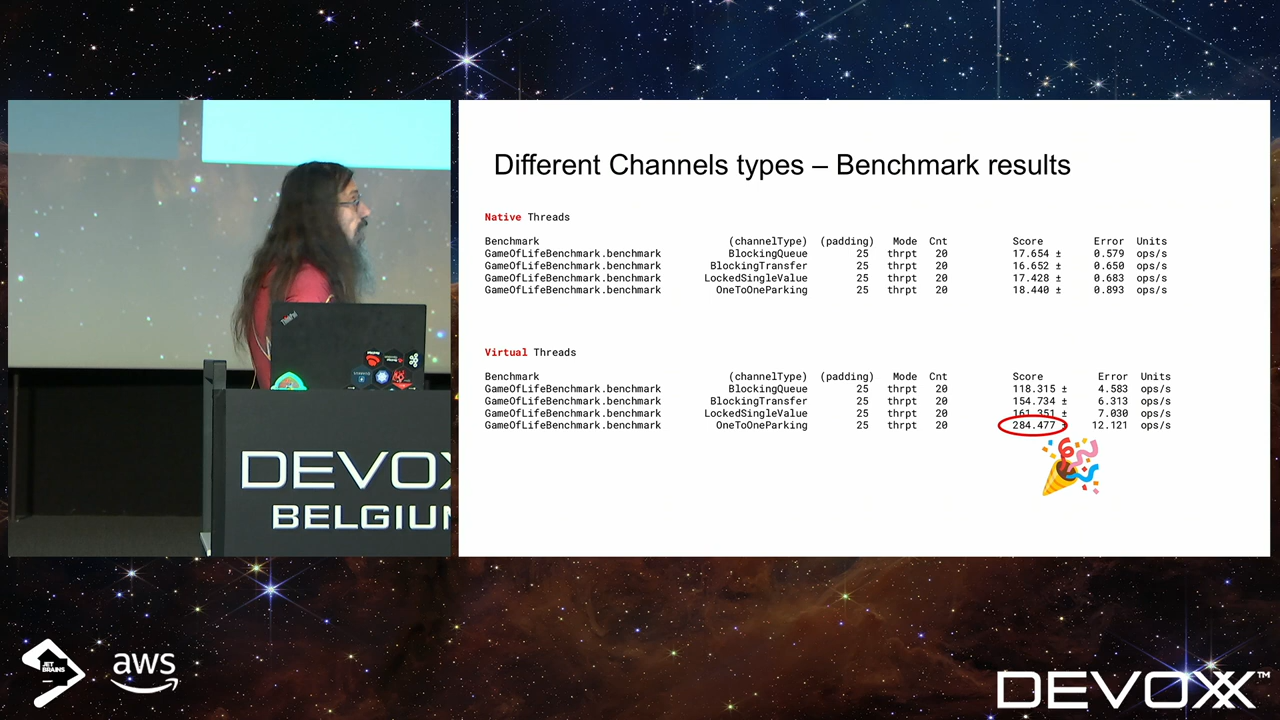 Different Channels types – Benchmark results
Native Threads
Benchmark (channelType) (padding) Mode Cnt Score Error Units
GameOfLifeBenchmark.benchmark BlockingQueue 25 thrpt 20 17.654 ± 0.579 ops/s
GameOfLifeBenchmark.benchmark BlockingTransfer 25 thrpt 20 16.652 ± 0.650 ops/s
GameOfLifeBenchmark.benchmark LockedSingleValue 25 thrpt 20 17.428 ± 0.683 ops/s
GameOfLifeBenchmark.benchmark OneToOneParking 25 thrpt 20 18.440 ± 0.893 ops/s
Virtual Threads
Benchmark (channelType) (padding) Mode Cnt Score Error Units
GameOfLifeBenchmark.benchmark BlockingQueue 25 thrpt 20 118.315 ± 4.583 ops/s
GameOfLifeBenchmark.benchmark BlockingTransfer 25 thrpt 20 154.734 ± 6.313 ops/s
GameOfLifeBenchmark.benchmark LockedSingleValue 25 thrpt 20 161.351 ± 7.030 ops/s
GameOfLifeBenchmark.benchmark OneToOneParking 25 thrpt 20 284.477 ± 12.121 ops/s
ThinkPad
DEVOX
BELGIUM
JET
BRAINS
aws
DEVOXX™